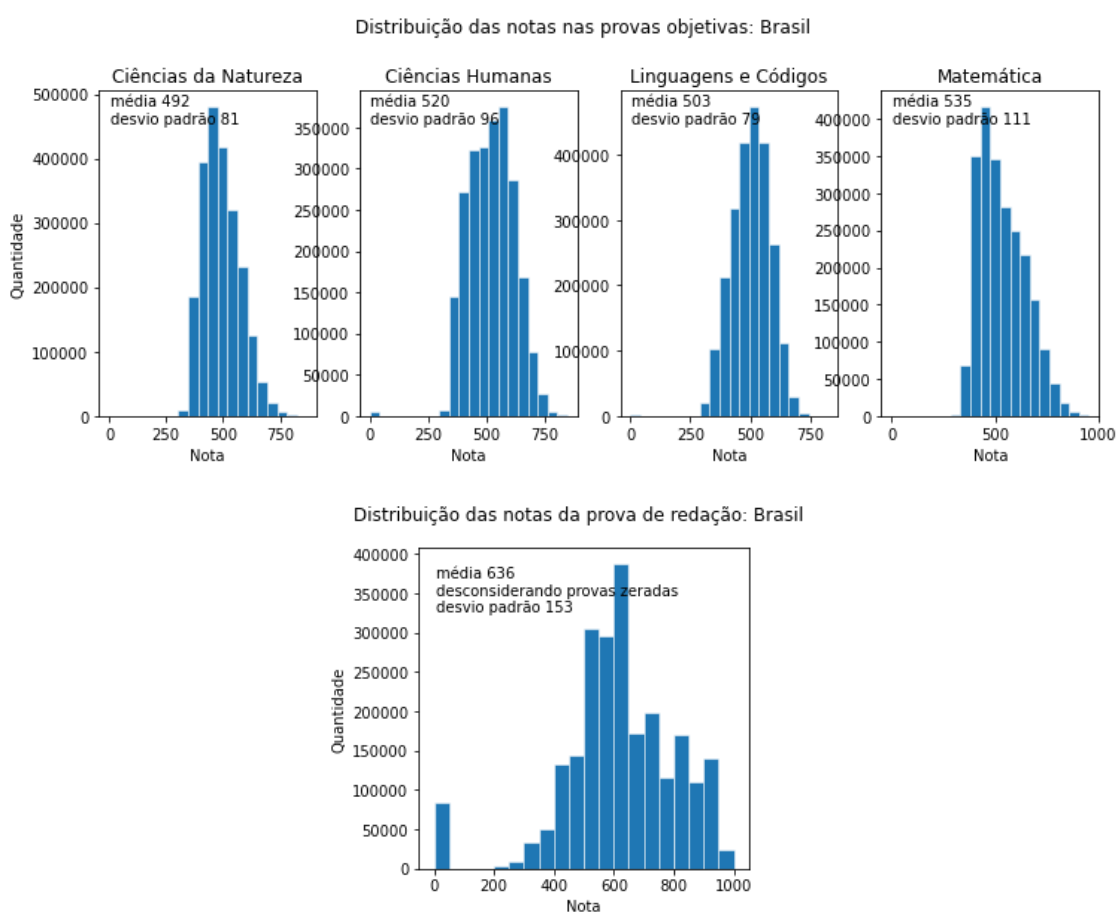 Distribuição das notas nas provas objetivas: Brasil
Ciências da Natureza
média 492
desvio padrão 81
Quantidade
500000
400000
300000
200000
100000
0
0 250 500 750
Nota
Ciências Humanas
média 520
desvio padrão 96
350000
300000
250000
200000
150000
100000
50000
0
0 250 500 750
Nota
Linguagens e Códigos
média 503
desvio padrão 79
400000
300000
200000
100000
0
0 250 500 750
Nota
Matemática
média 535
desvio padrão 111
400000
350000
300000
250000
200000
150000
100000
50000
0
0 500 1000
Nota
Distribuição das notas da prova de redação: Brasil
média 636
desconsiderando provas zeradas
desvio padrão 153
Quantidade
400000
350000
300000
250000
200000
150000
100000
50000
0
0 200 400 600 800 1000
Nota